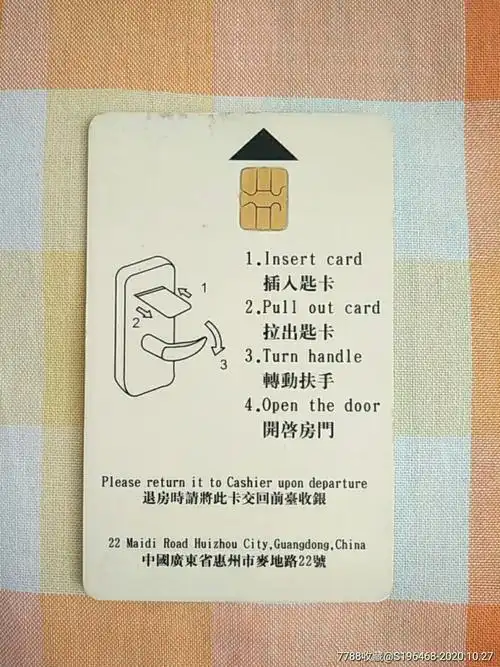 1.Insert card
插入匙卡
2.Pull out card
拉出匙卡
3.Turn handle
轉動扶手
4.Open the door
開啓房門
1
2
3
Please return it to Cashier upon departure
退房時請將此卡交回前臺收銀
22 Maidi Road Huizhou City,Guangdong,China
中國廣東省惠州市麥地路22號
7788收藏@S196468-2020.10.27